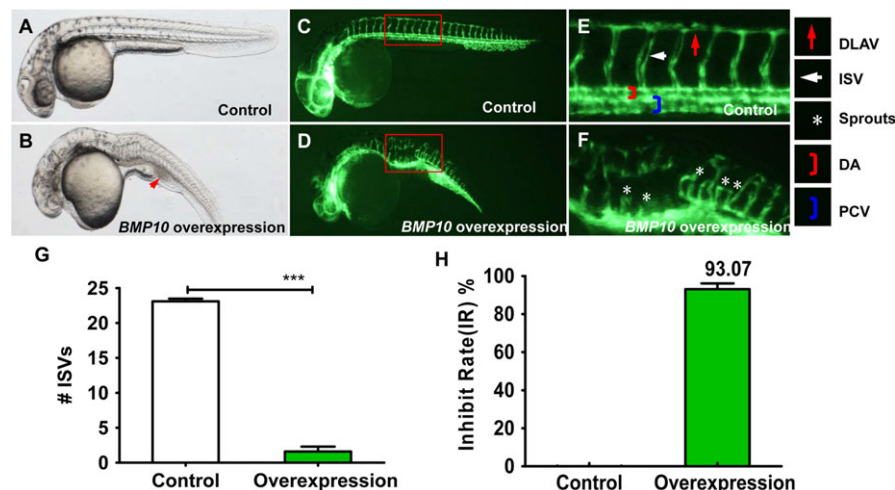 A
Control
B
BMP10 overexpression
C
Control
D
BMP10 overexpression
E
Control
F
BMP10 overexpression
DLAV
ISV
* Sprouts
DA
PCV
G
***
25
20
15
10
5
0
# ISVs
Control Overexpression
H
93.07
100
80
60
40
20
0
Inhibit Rate(IR) %
Control Overexpression